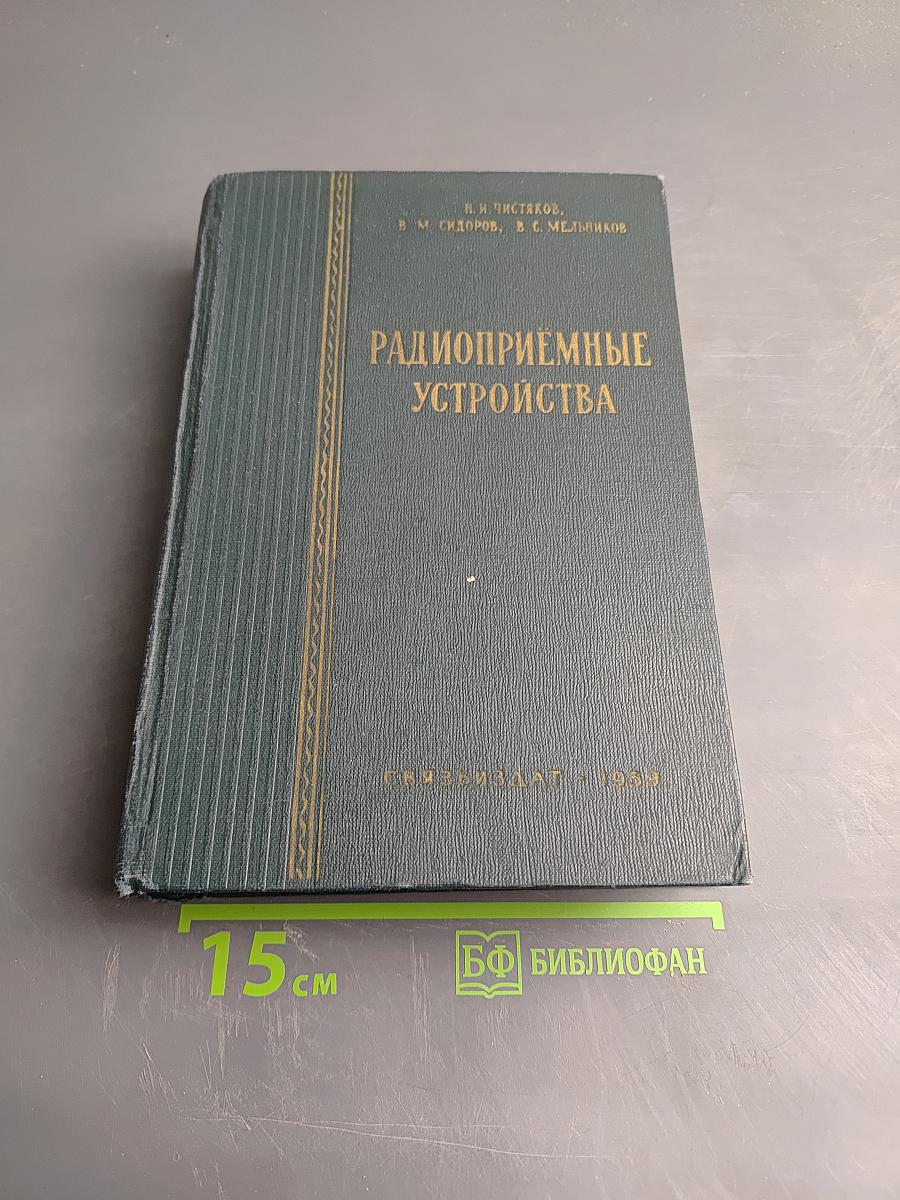 Н. И. ЧИСТЯКОВ,
В. М. СИДОРОВ, В. С. МЕЛЬНИКОВ
РАДИОПРИЁМНЫЕ
УСТРОЙСТВА
СВЯЗЬИЗДАТ - 1959
15 СМ
БФ БИБЛИОФАН